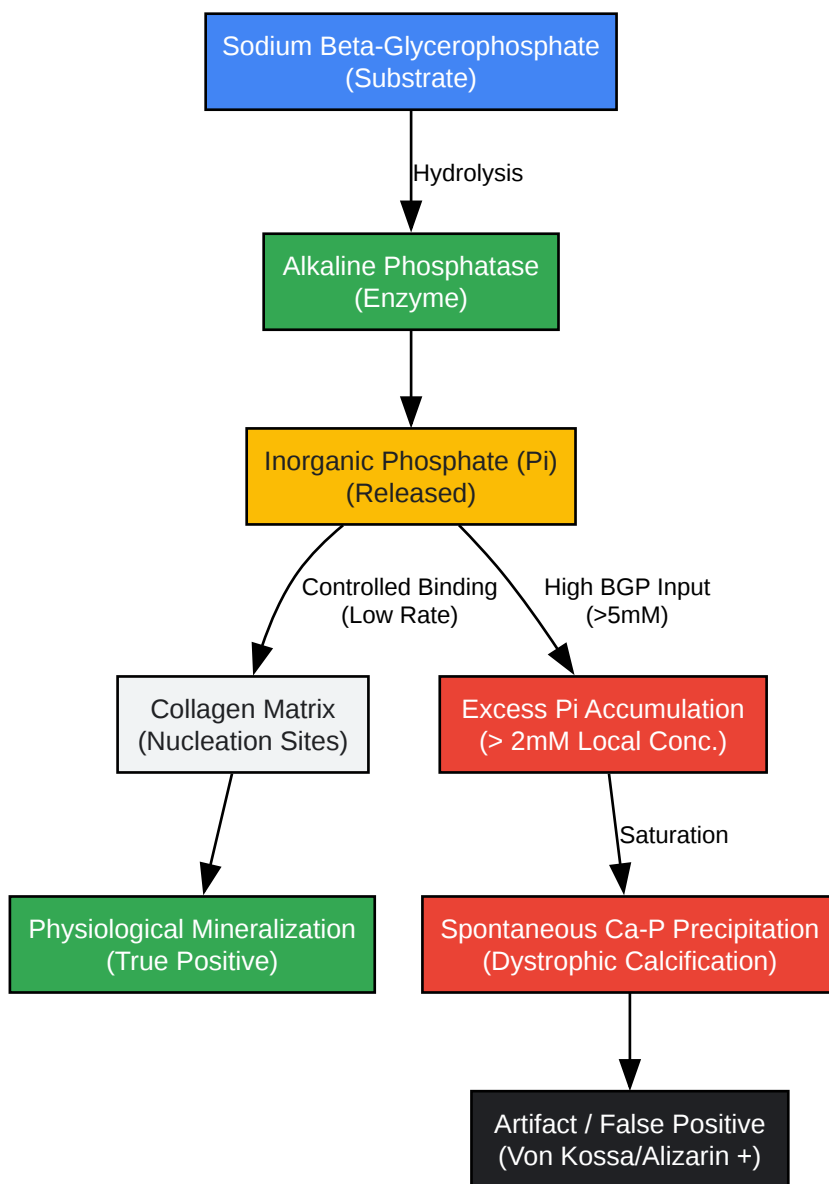 Sodium Beta-Glycerophosphate
(Substrate)
Hydrolysis
Alkaline Phosphatase
(Enzyme)
Inorganic Phosphate (Pi)
(Released)
Controlled Binding
(Low Rate)
High BGP Input
(>5mM)
Collagen Matrix
(Nucleation Sites)
Excess Pi Accumulation
(> 2mM Local Conc.)
Saturation
Physiological Mineralization
(True Positive)
Spontaneous Ca-P Precipitation
(Dystrophic Calcification)
Artifact / False Positive
(Von Kossa/Alizarin +)